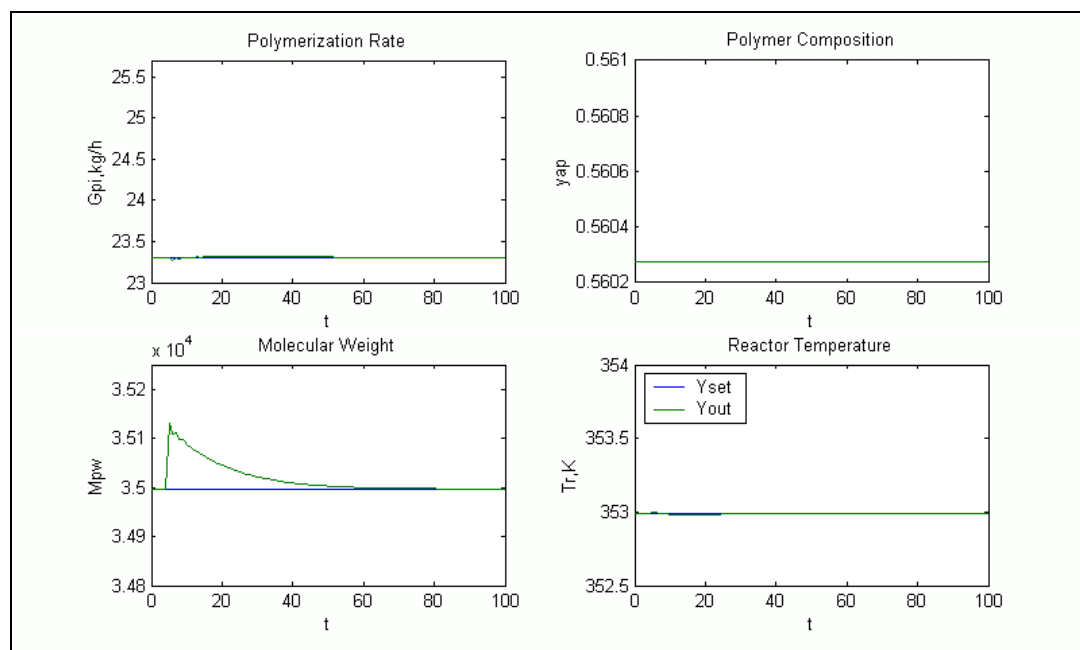 Polymerization Rate
Gpi,kg/h
25.5
25
24.5
24
23.5
23
0 20 40 60 80 100
t
Polymer Composition
yap
0.561
0.5608
0.5606
0.5604
0.5602
0 20 40 60 80 100
t
Molecular Weight
x 10^4
Mpw
3.52
3.51
3.5
3.49
3.48
0 20 40 60 80 100
t
Reactor Temperature
Tr,K
354
353.5
353
352.5
Yset
Yout
0 20 40 60 80 100
t